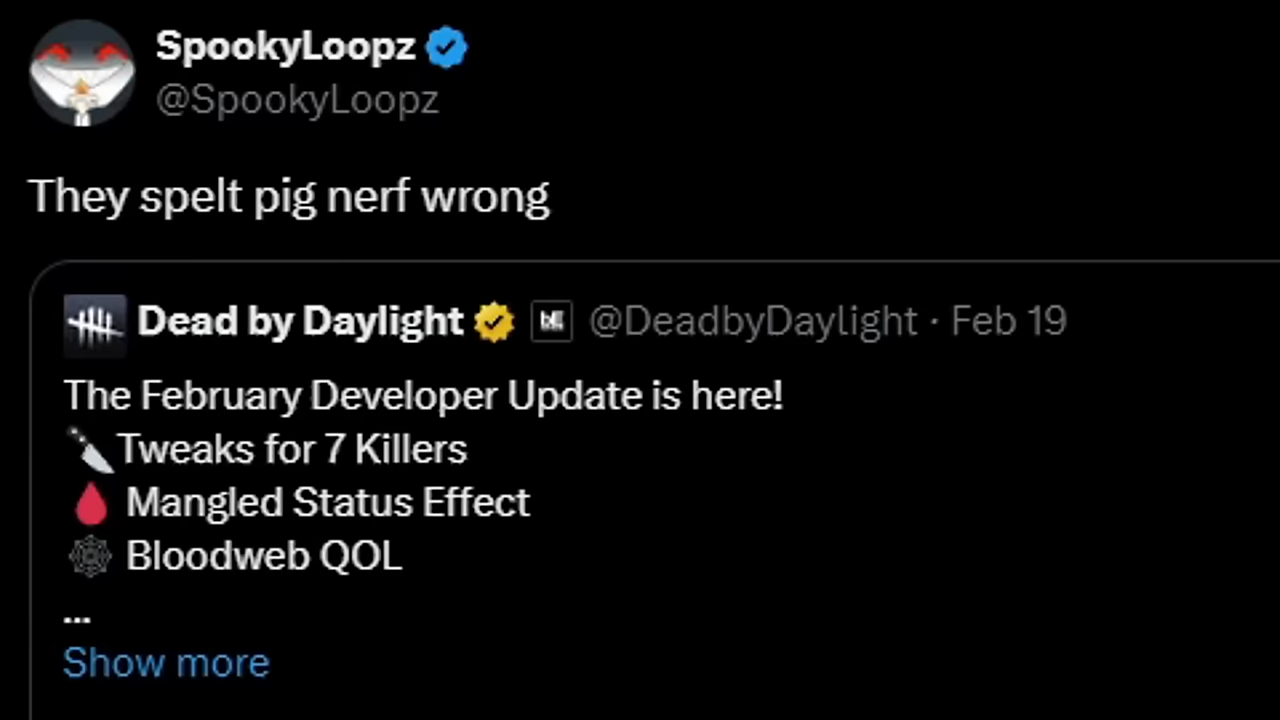 SpookyLoopz
@SpookyLoopz
They spelt pig nerf wrong
Dead by Daylight bE @DeadbyDaylight · Feb 19
The February Developer Update is here!
🔪Tweaks for 7 Killers
🩸 Mangled Status Effect
🕸️ Bloodweb QOL
...
Show more